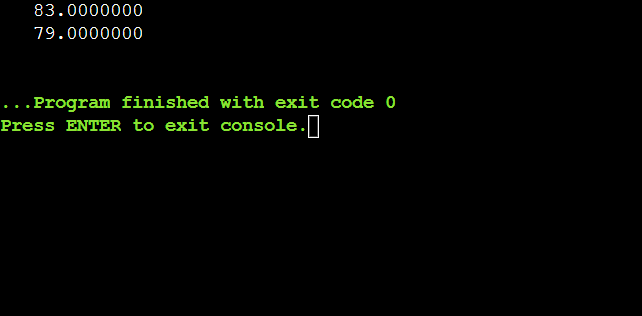 83.0000000
79.0000000
...Program finished with exit code 0
Press ENTER to exit console.